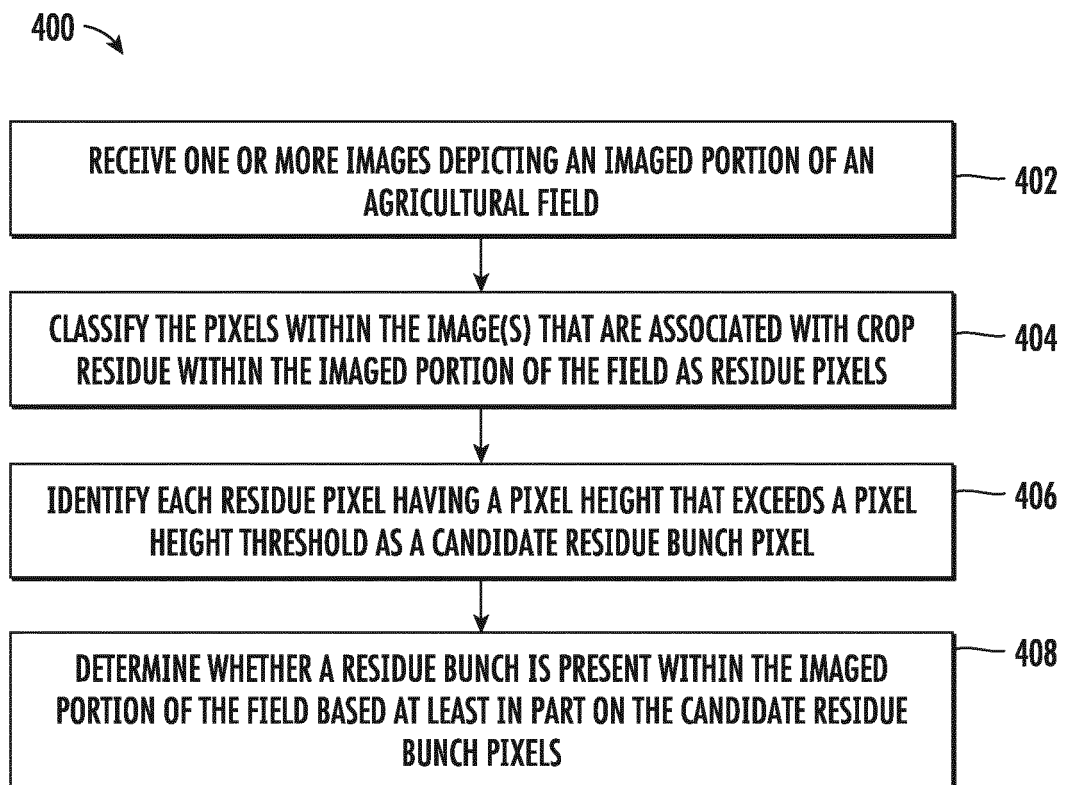 400
RECEIVE ONE OR MORE IMAGES DEPICTING AN IMAGED PORTION OF AN
AGRICULTURAL FIELD
402
CLASSIFY THE PIXELS WITHIN THE IMAGE(S) THAT ARE ASSOCIATED WITH CROP
RESIDUE WITHIN THE IMAGED PORTION OF THE FIELD AS RESIDUE PIXELS
404
IDENTIFY EACH RESIDUE PIXEL HAVING A PIXEL HEIGHT THAT EXCEEDS A PIXEL
HEIGHT THRESHOLD AS A CANDIDATE RESIDUE BUNCH PIXEL
406
DETERMINE WHETHER A RESIDUE BUNCH IS PRESENT WITHIN THE IMAGED
PORTION OF THE FIELD BASED AT LEAST IN PART ON THE CANDIDATE RESIDUE
BUNCH PIXELS
408